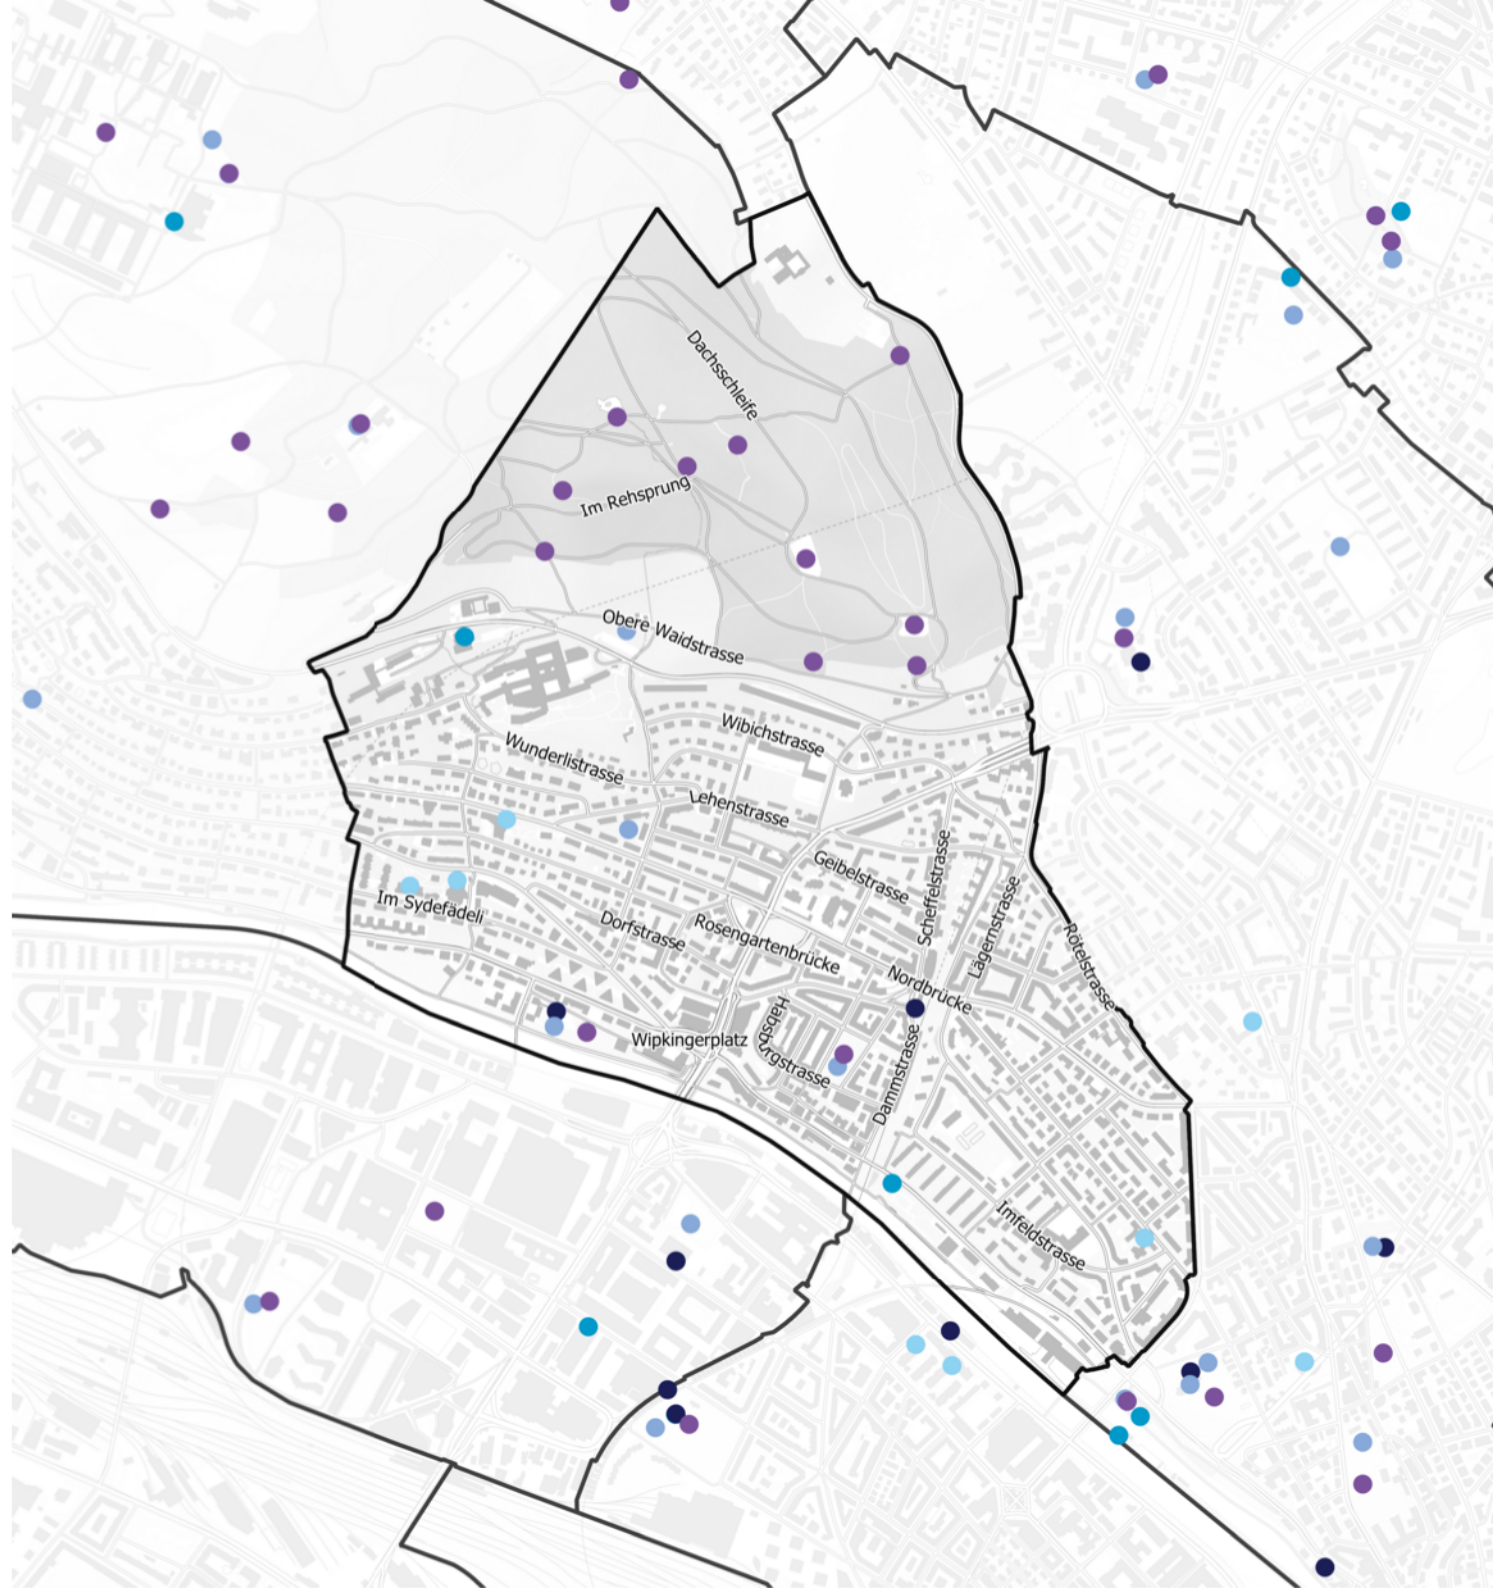 Dachsschleife
Im Rehsprung
Obere Waidstrasse
Wibichstrasse
Wunderlistrasse
Lehenstrasse
Geibelstrasse
Scheffelstrasse
Lägernstrasse
Im Sydefädeli
Dorfstrasse
Rosengartenbrücke
Rötelstrasse
Nordbrücke
Habsburgstrasse
Wipkingerplatz
Dammstrasse
Imfeldstrasse